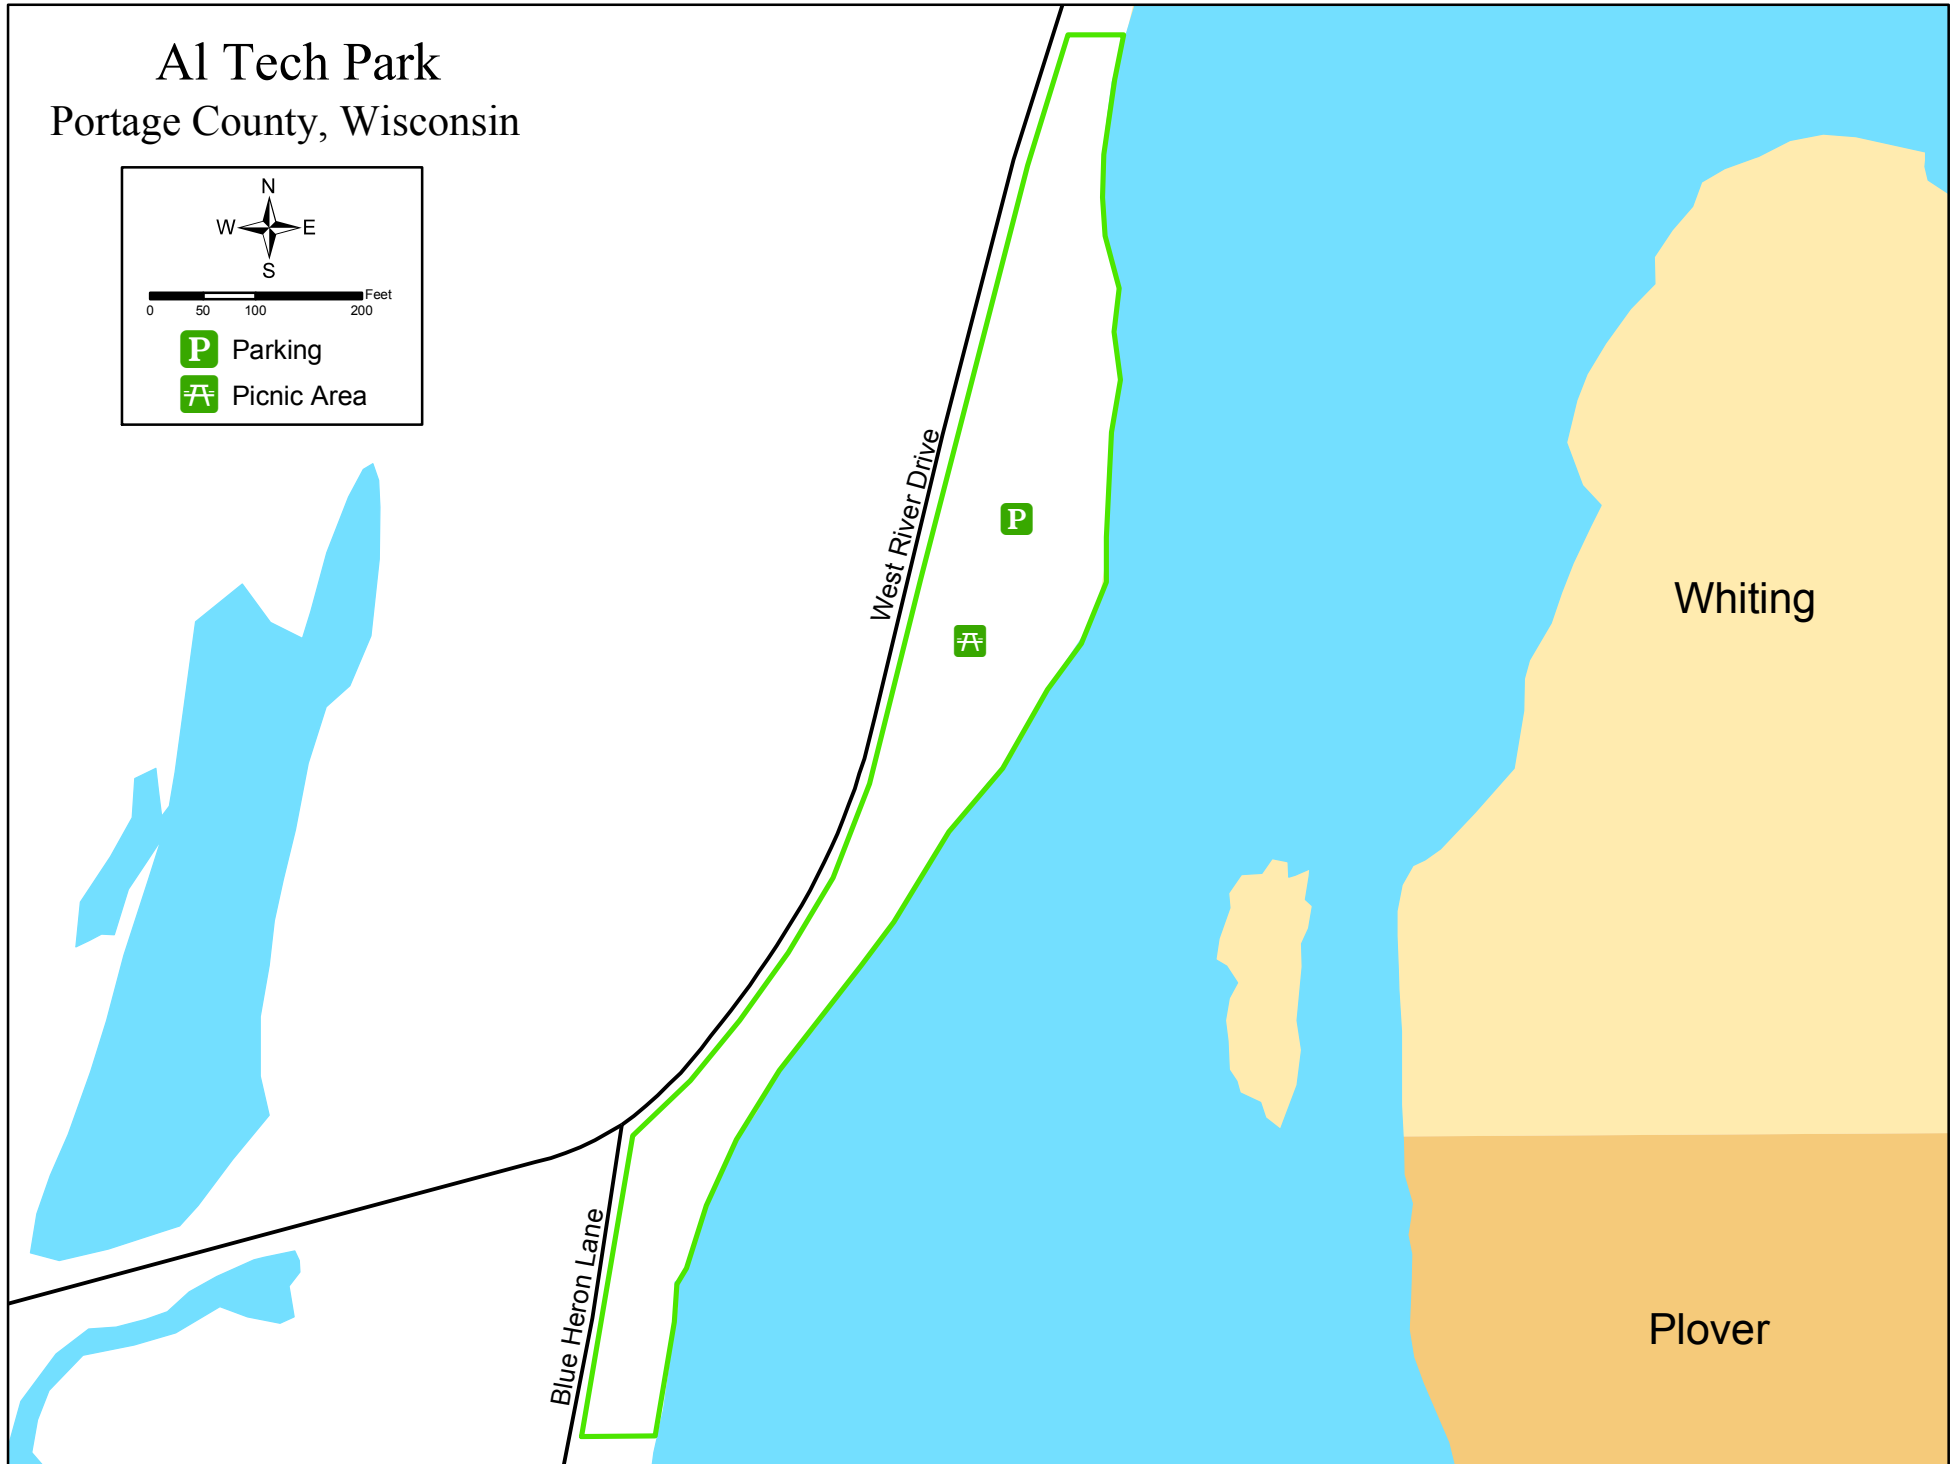 Al Tech Park
Portage County, Wisconsin
N
W E
S
Feet
0 50 100 200
P Parking
Picnic Area
West River Drive
P
Whiting
Blue Heron Lane
Plover